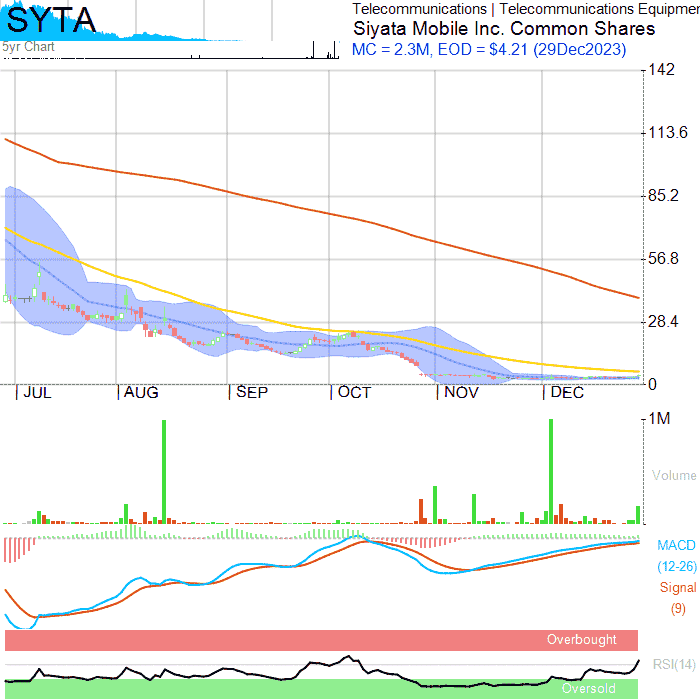 SYTA
5yr Chart
Telecommunications | Telecommunications Equipmen
Siyata Mobile Inc. Common Shares
MC = 2.3M, EOD = $4.21 (29Dec2023)
142
113.6
85.2
56.8
28.4
0
JUL AUG SEP OCT NOV DEC
1M
Volume
MACD
(12-26)
Signal
(9)
Overbought
RSI(14)
Oversold